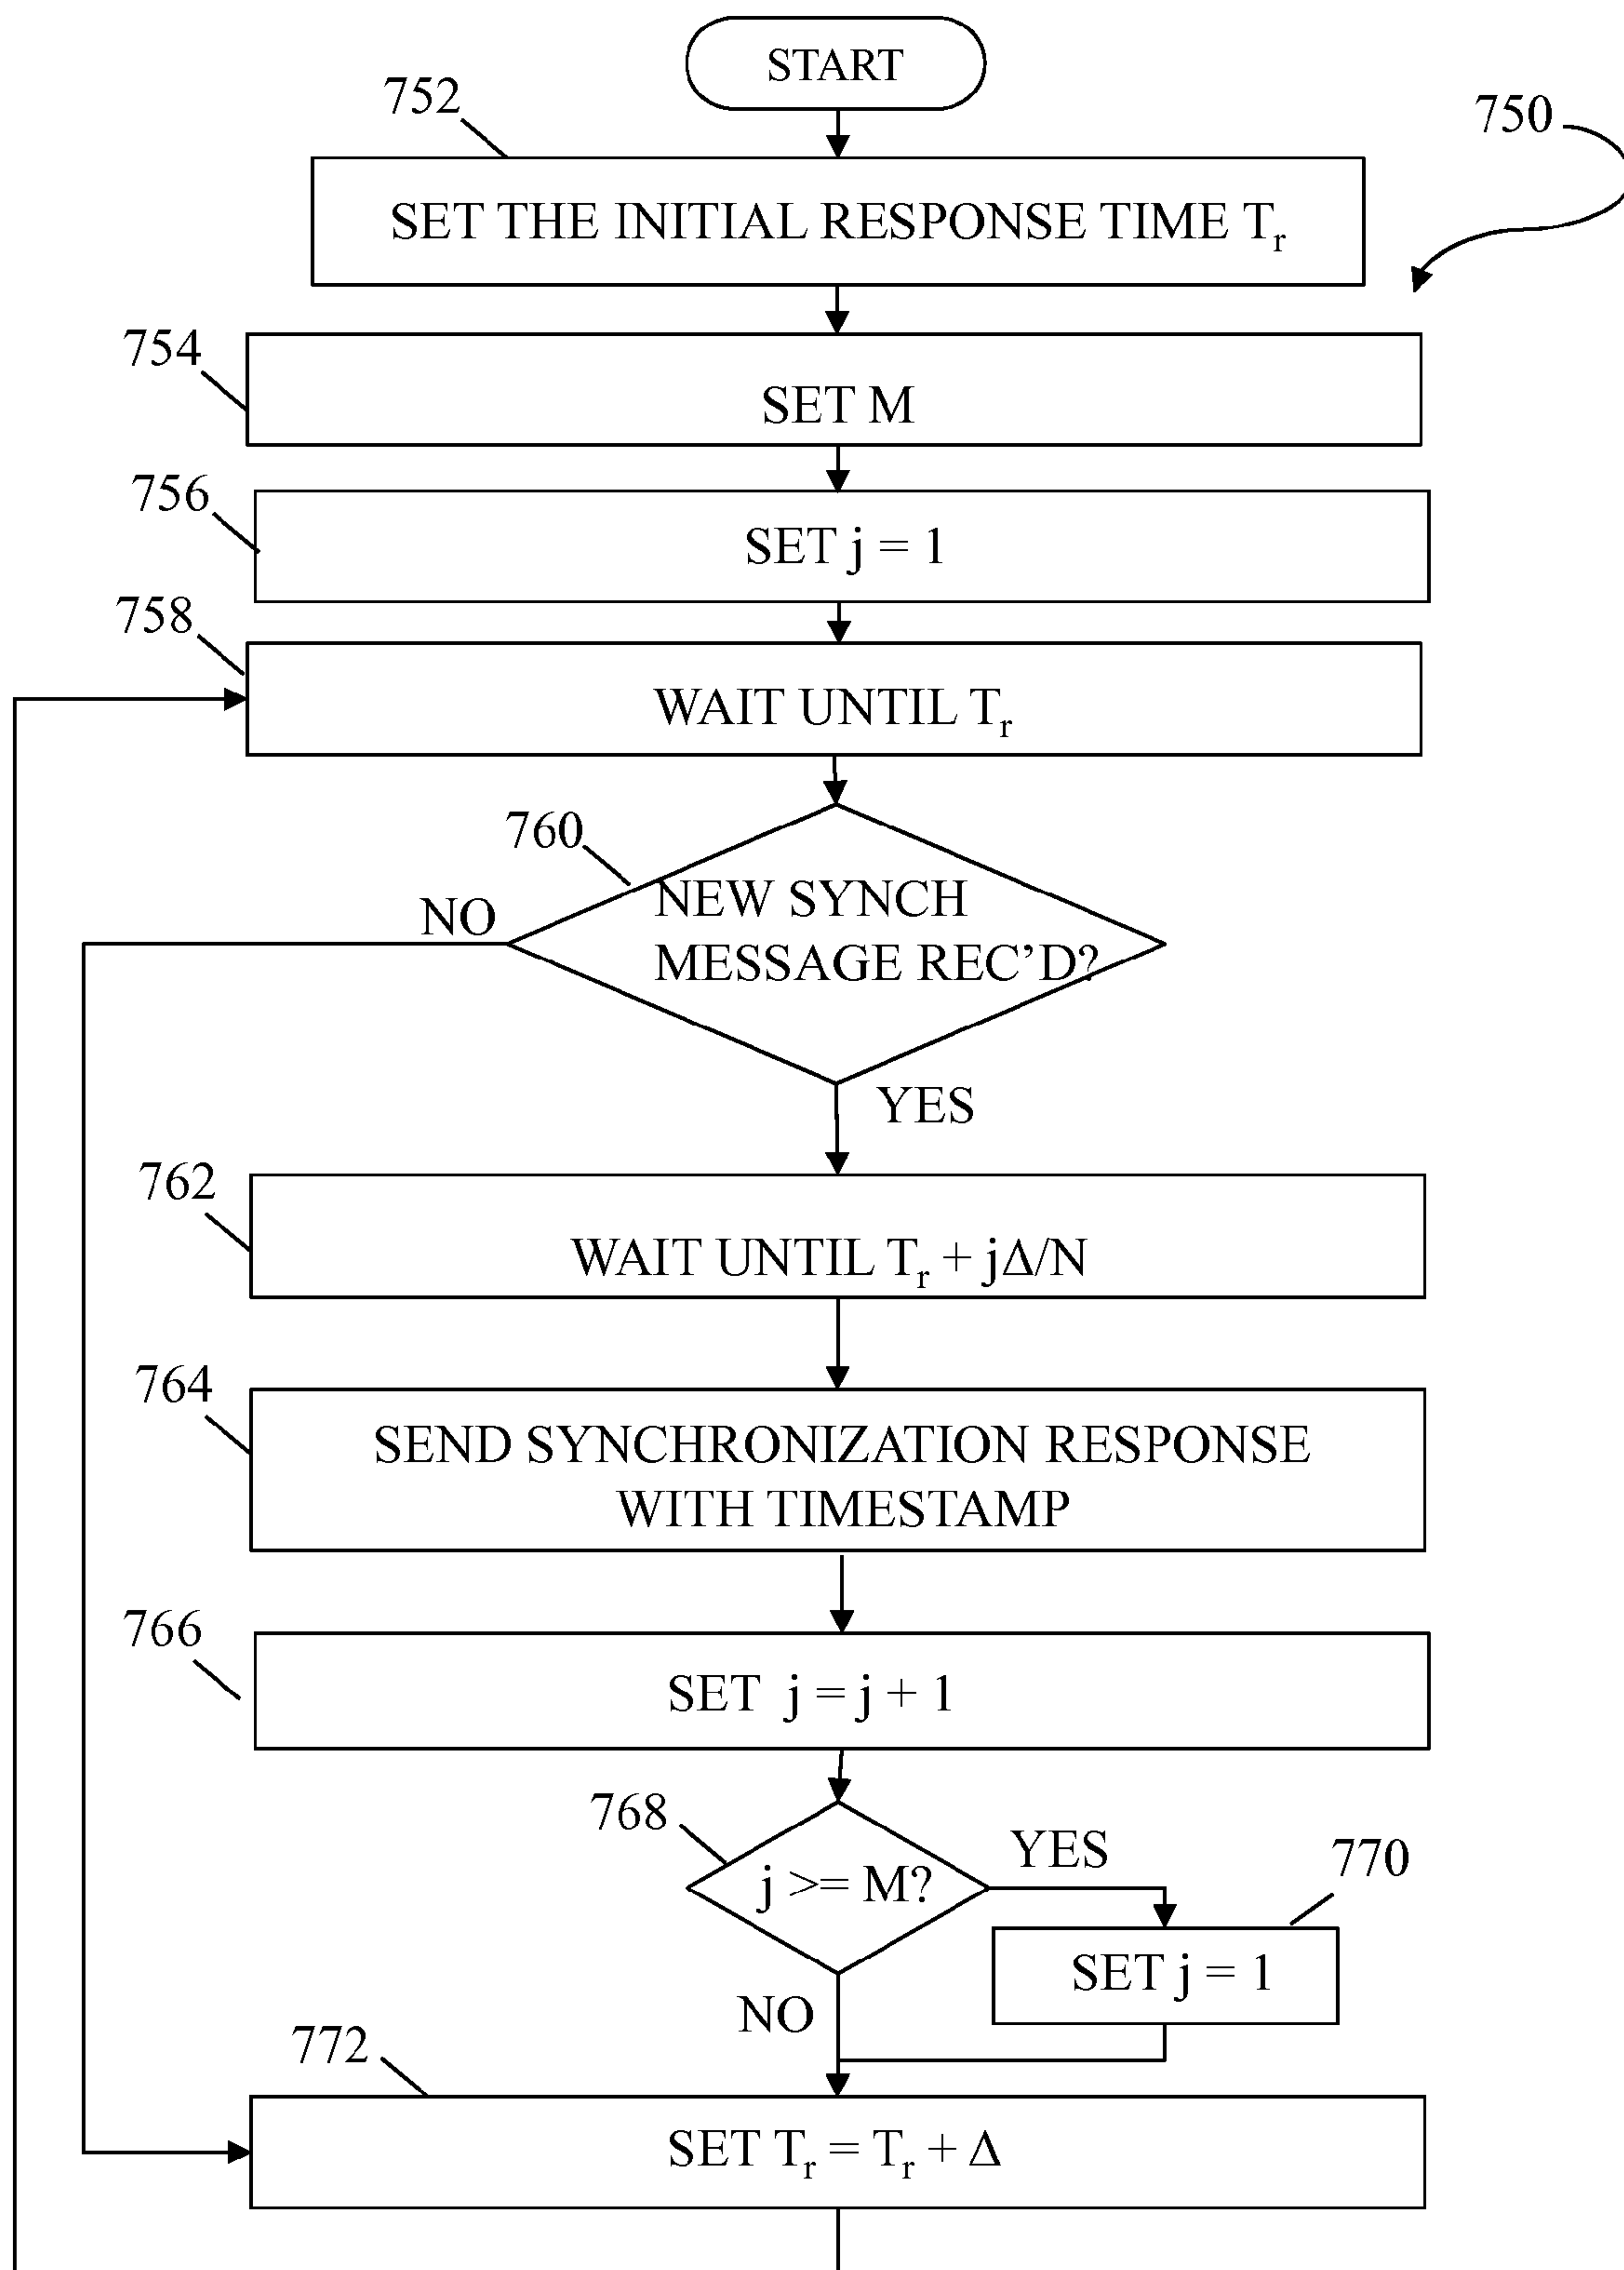 START
752
750
SET THE INITIAL RESPONSE TIME Tr
754
SET M
756
SET j = 1
758
WAIT UNTIL Tr
760
NO
NEW SYNCH
MESSAGE REC’D?
YES
762
WAIT UNTIL Tr + jΔ/N
764
SEND SYNCHRONIZATION RESPONSE
WITH TIMESTAMP
766
SET j = j + 1
768
YES
770
j >= M?
SET j = 1
NO
772
SET Tr = Tr + Δ